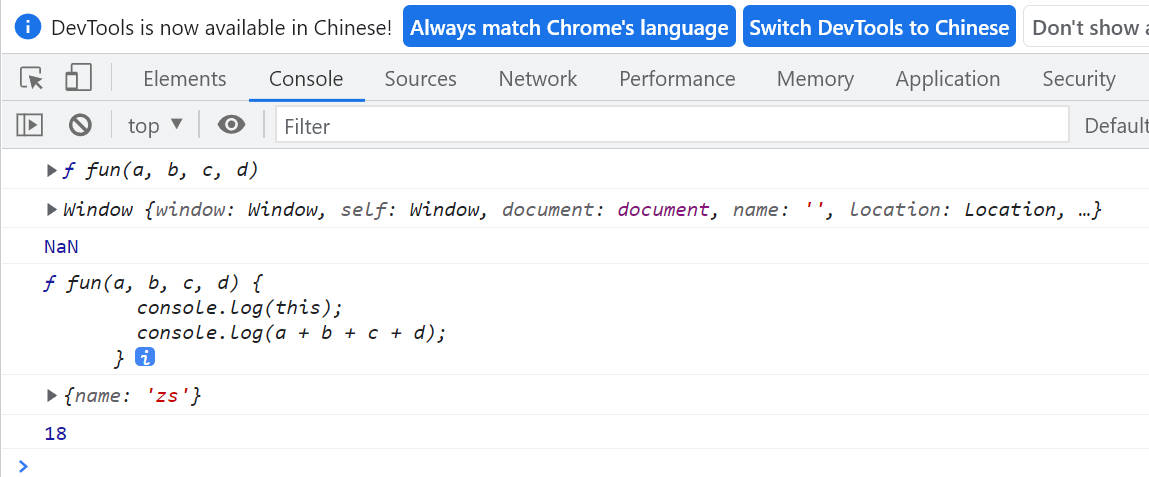 DevTools is now available in Chinese! Always match Chrome's language Switch DevTools to Chinese Don't show
Elements Console Sources Network Performance Memory Application Security
top ▼ Filter Default
▶ƒ fun(a, b, c, d)
▶Window {window: Window, self: Window, document: document, name: '', location: Location, …}
NaN
ƒ fun(a, b, c, d) {
console.log(this);
console.log(a + b + c + d);
} i
▶{name: 'zs'}
18
>